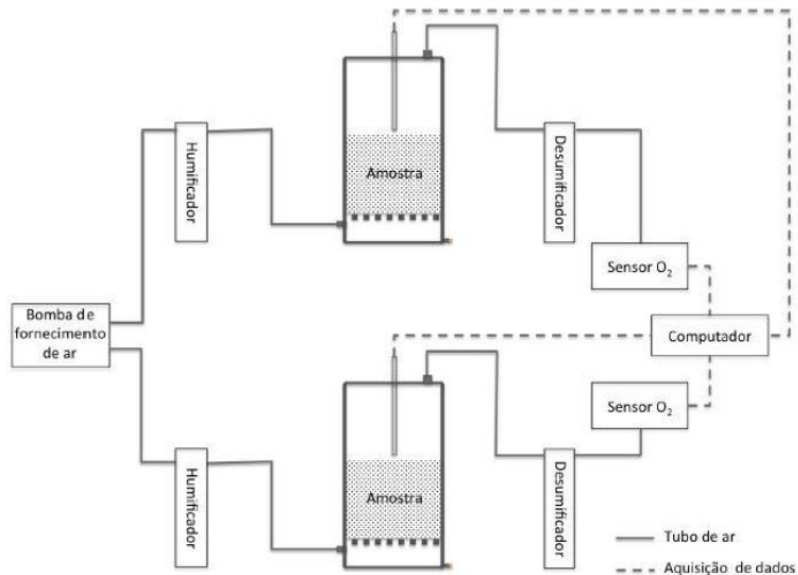 Humificador
Amostra
Desumificador
Sensor O₂
Bomba de
fornecimento
de ar
Computador
Sensor O₂
Humificador
Amostra
Desumificador
Tubo de ar
Aquisição de dados